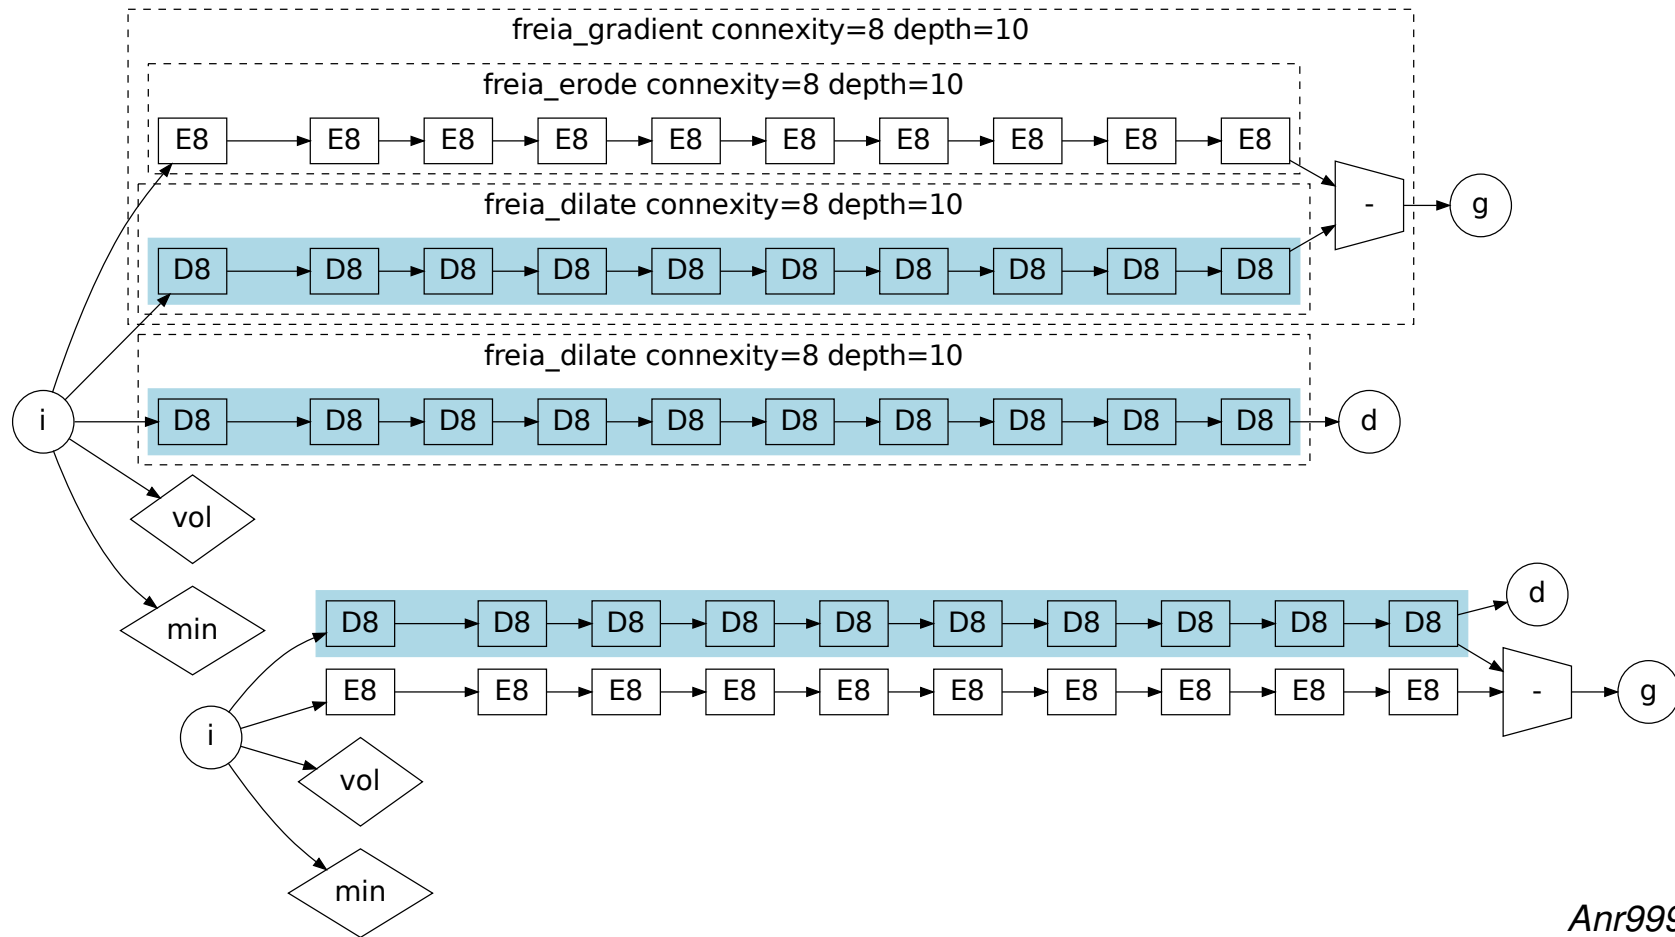 freia_gradient connexity=8 depth=10
freia_erode connexity=8 depth=10
E8 E8 E8 E8 E8 E8 E8 E8 E8 E8
freia_dilate connexity=8 depth=10
- g
D8 D8 D8 D8 D8 D8 D8 D8 D8 D8
freia_dilate connexity=8 depth=10
i D8 D8 D8 D8 D8 D8 D8 D8 D8 D8 d
vol
min
d
D8 D8 D8 D8 D8 D8 D8 D8 D8 D8
E8 E8 E8 E8 E8 E8 E8 E8 E8 E8 - g
i
vol
min
Anr999